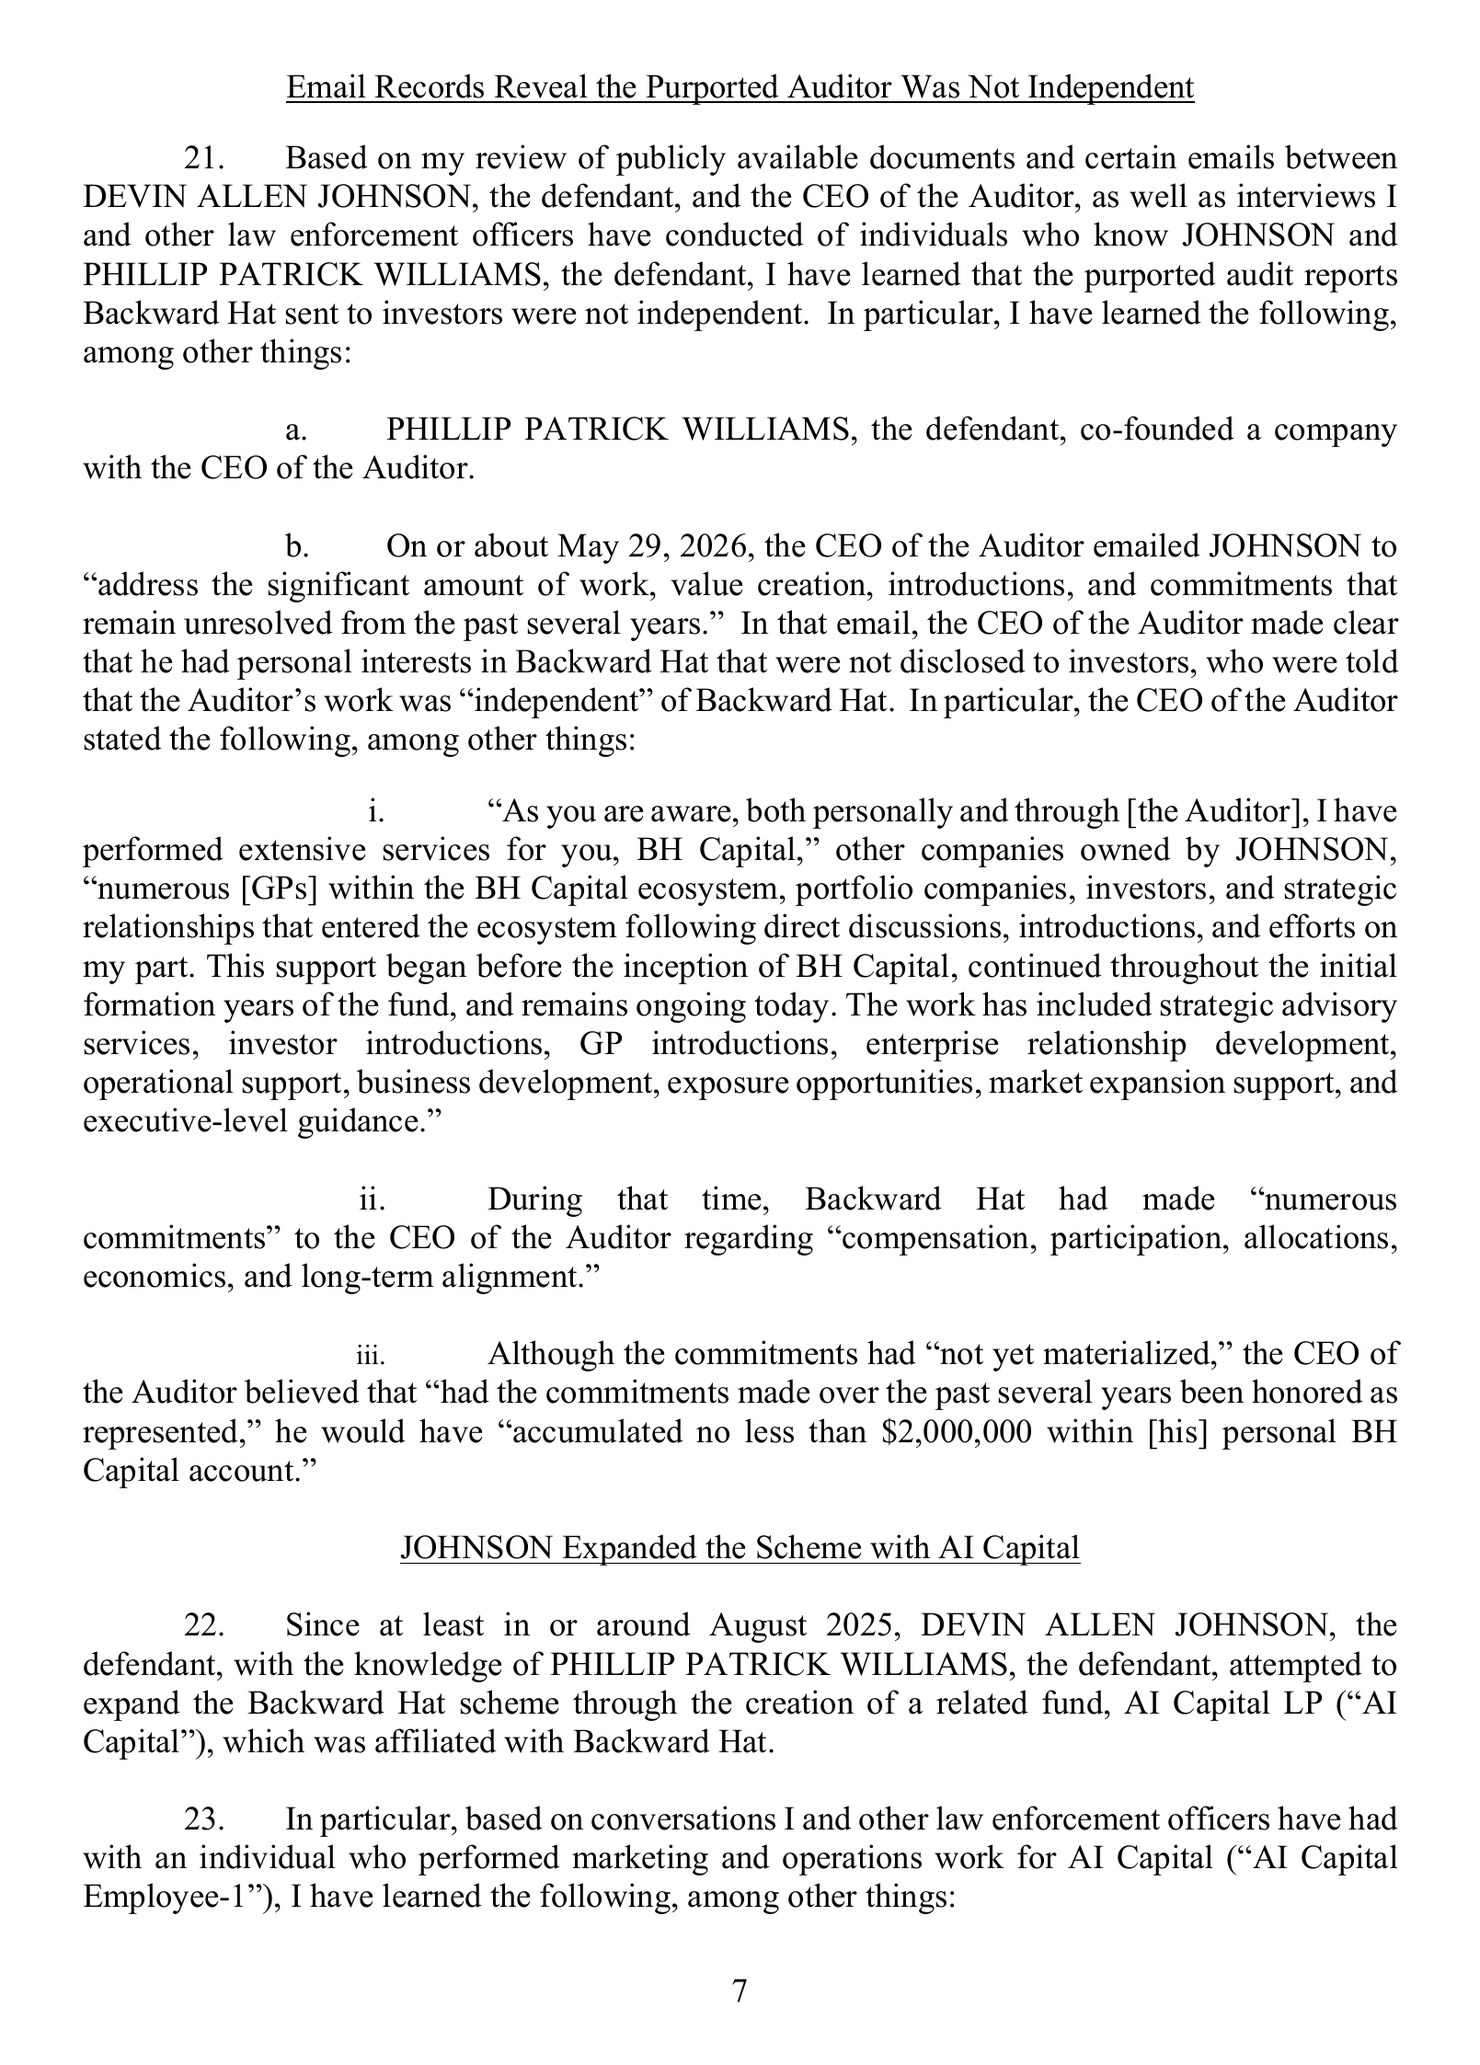 Email Records Reveal the Purported Auditor Was Not Independent
21. Based on my review of publicly available documents and certain emails between
DEVIN ALLEN JOHNSON, the defendant, and the CEO of the Auditor, as well as interviews I
and other law enforcement officers have conducted of individuals who know JOHNSON and
PHILLIP PATRICK WILLIAMS, the defendant, I have learned that the purported audit reports
Backward Hat sent to investors were not independent. In particular, I have learned the following,
among other things:
a. PHILLIP PATRICK WILLIAMS, the defendant, co-founded a company
with the CEO of the Auditor.
b. On or about May 29, 2026, the CEO of the Auditor emailed JOHNSON to
“address the significant amount of work, value creation, introductions, and commitments that
remain unresolved from the past several years.” In that email, the CEO of the Auditor made clear
that he had personal interests in Backward Hat that were not disclosed to investors, who were told
that the Auditor’s work was “independent” of Backward Hat. In particular, the CEO of the Auditor
stated the following, among other things:
i. “As you are aware, both personally and through [the Auditor], I have
performed extensive services for you, BH Capital,” other companies owned by JOHNSON,
“numerous [GPs] within the BH Capital ecosystem, portfolio companies, investors, and strategic
relationships that entered the ecosystem following direct discussions, introductions, and efforts on
my part. This support began before the inception of BH Capital, continued throughout the initial
formation years of the fund, and remains ongoing today. The work has included strategic advisory
services, investor introductions, GP introductions, enterprise relationship development,
operational support, business development, exposure opportunities, market expansion support, and
executive-level guidance.”
ii. During that time, Backward Hat had made “numerous
commitments” to the CEO of the Auditor regarding “compensation, participation, allocations,
economics, and long-term alignment.”
iii. Although the commitments had “not yet materialized,” the CEO of
the Auditor believed that “had the commitments made over the past several years been honored as
represented,” he would have “accumulated no less than $2,000,000 within [his] personal BH
Capital account.”
JOHNSON Expanded the Scheme with AI Capital
22. Since at least in or around August 2025, DEVIN ALLEN JOHNSON, the
defendant, with the knowledge of PHILLIP PATRICK WILLIAMS, the defendant, attempted to
expand the Backward Hat scheme through the creation of a related fund, AI Capital LP (“AI
Capital”), which was affiliated with Backward Hat.
23. In particular, based on conversations I and other law enforcement officers have had
with an individual who performed marketing and operations work for AI Capital (“AI Capital
Employee-1”), I have learned the following, among other things:
7